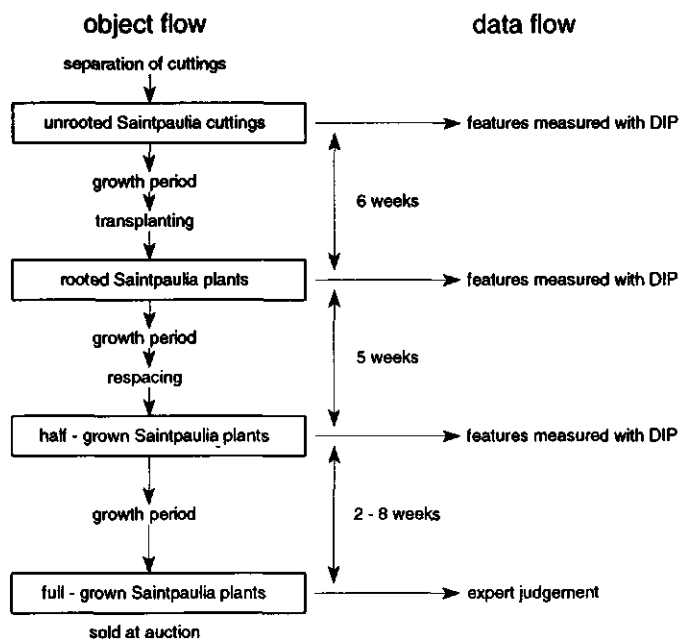 object flow
data flow
separation of cuttings
unrooted Saintpaulia cuttings
features measured with DIP
growth period
6 weeks
transplanting
rooted Saintpaulia plants
features measured with DIP
growth period
5 weeks
respacing
half - grown Saintpaulia plants
features measured with DIP
growth period
2 - 8 weeks
full - grown Saintpaulia plants
expert judgement
sold at auction